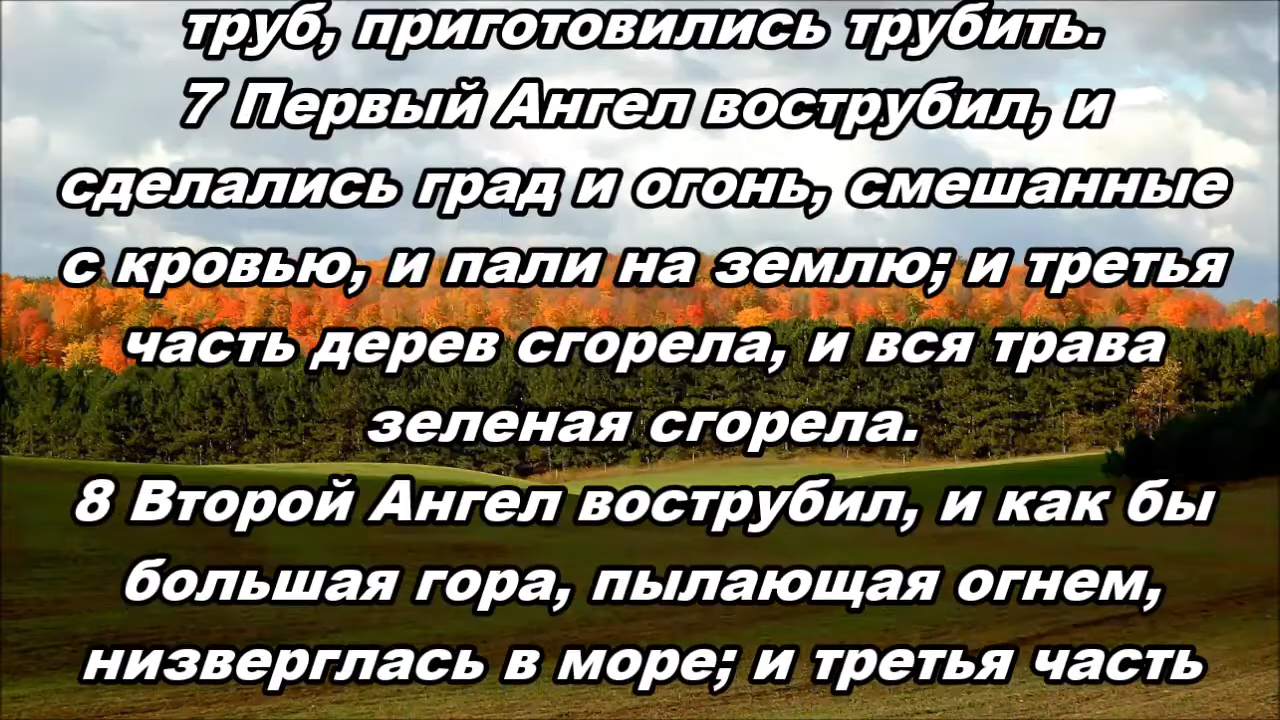 труб, приготовились трубить.
7 Первый Ангел вострубил, и
сделались град и огонь, смешанные
с кровью, и пали на землю; и третья
часть дерев сгорела, и вся трава
зеленая сгорела.
8 Второй Ангел вострубил, и как бы
большая гора, пылающая огнем,
низверглась в море; и третья часть